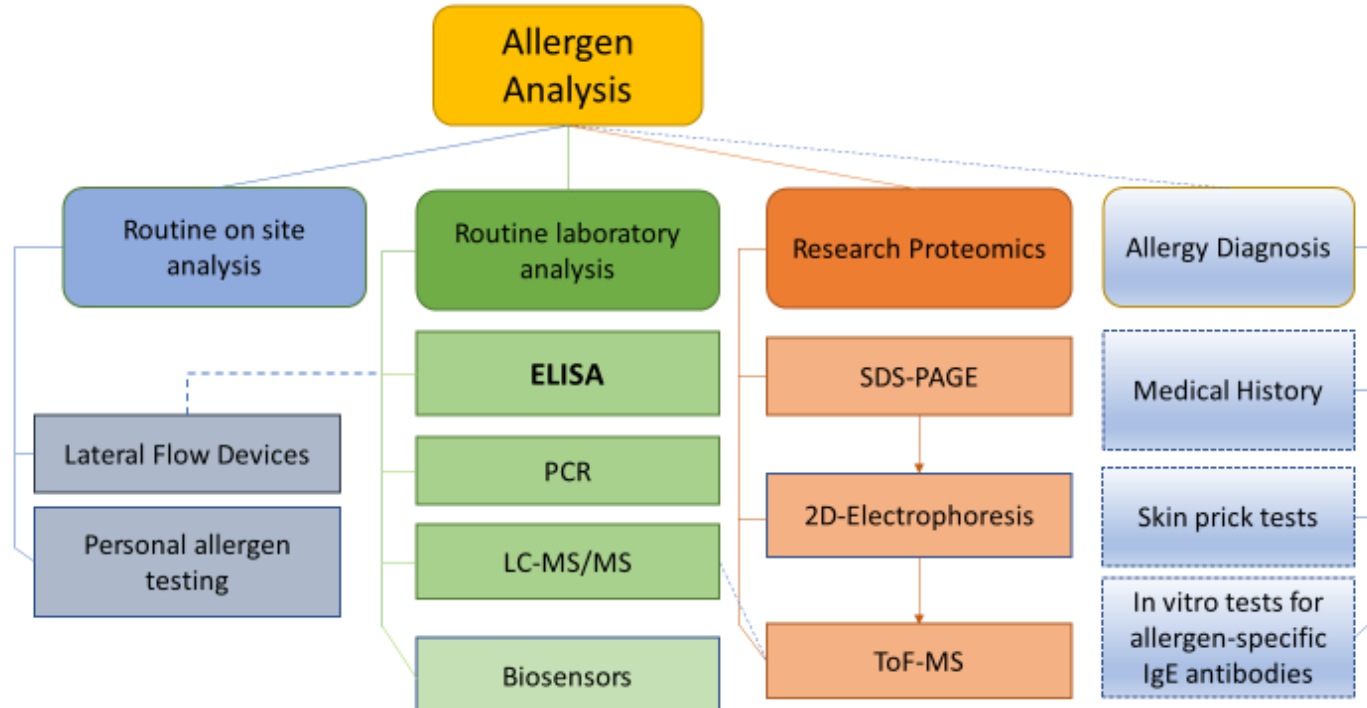 Allergen
Analysis
Routine on site
analysis
Routine laboratory
analysis
Research Proteomics
Allergy Diagnosis
Lateral Flow Devices
Personal allergen
testing
ELISA
PCR
LC-MS/MS
Biosensors
SDS-PAGE
2D-Electrophoresis
ToF-MS
Medical History
Skin prick tests
In vitro tests for
allergen-specific
IgE antibodies